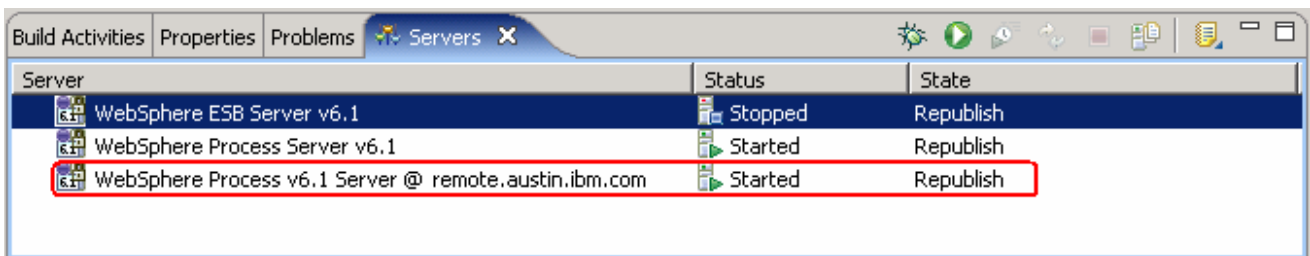 Build Activities Properties Problems Servers
Server Status State
WebSphere ESB Server v6.1 Stopped Republish
WebSphere Process Server v6.1 Started Republish
WebSphere Process v6.1 Server @ remote.austin.ibm.com Started Republish